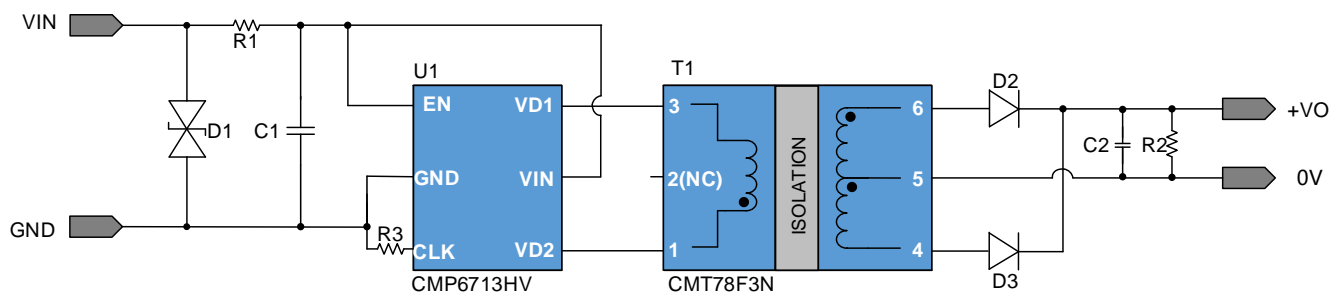 VIN
R1
D1
C1
GND
U1
EN
VD1
GND
VIN
R3
CLK
VD2
CMP6713HV
T1
3
2(NC)
1
ISOLATION
6
5
4
CMT78F3N
D2
D3
C2
R2
+VO
0V